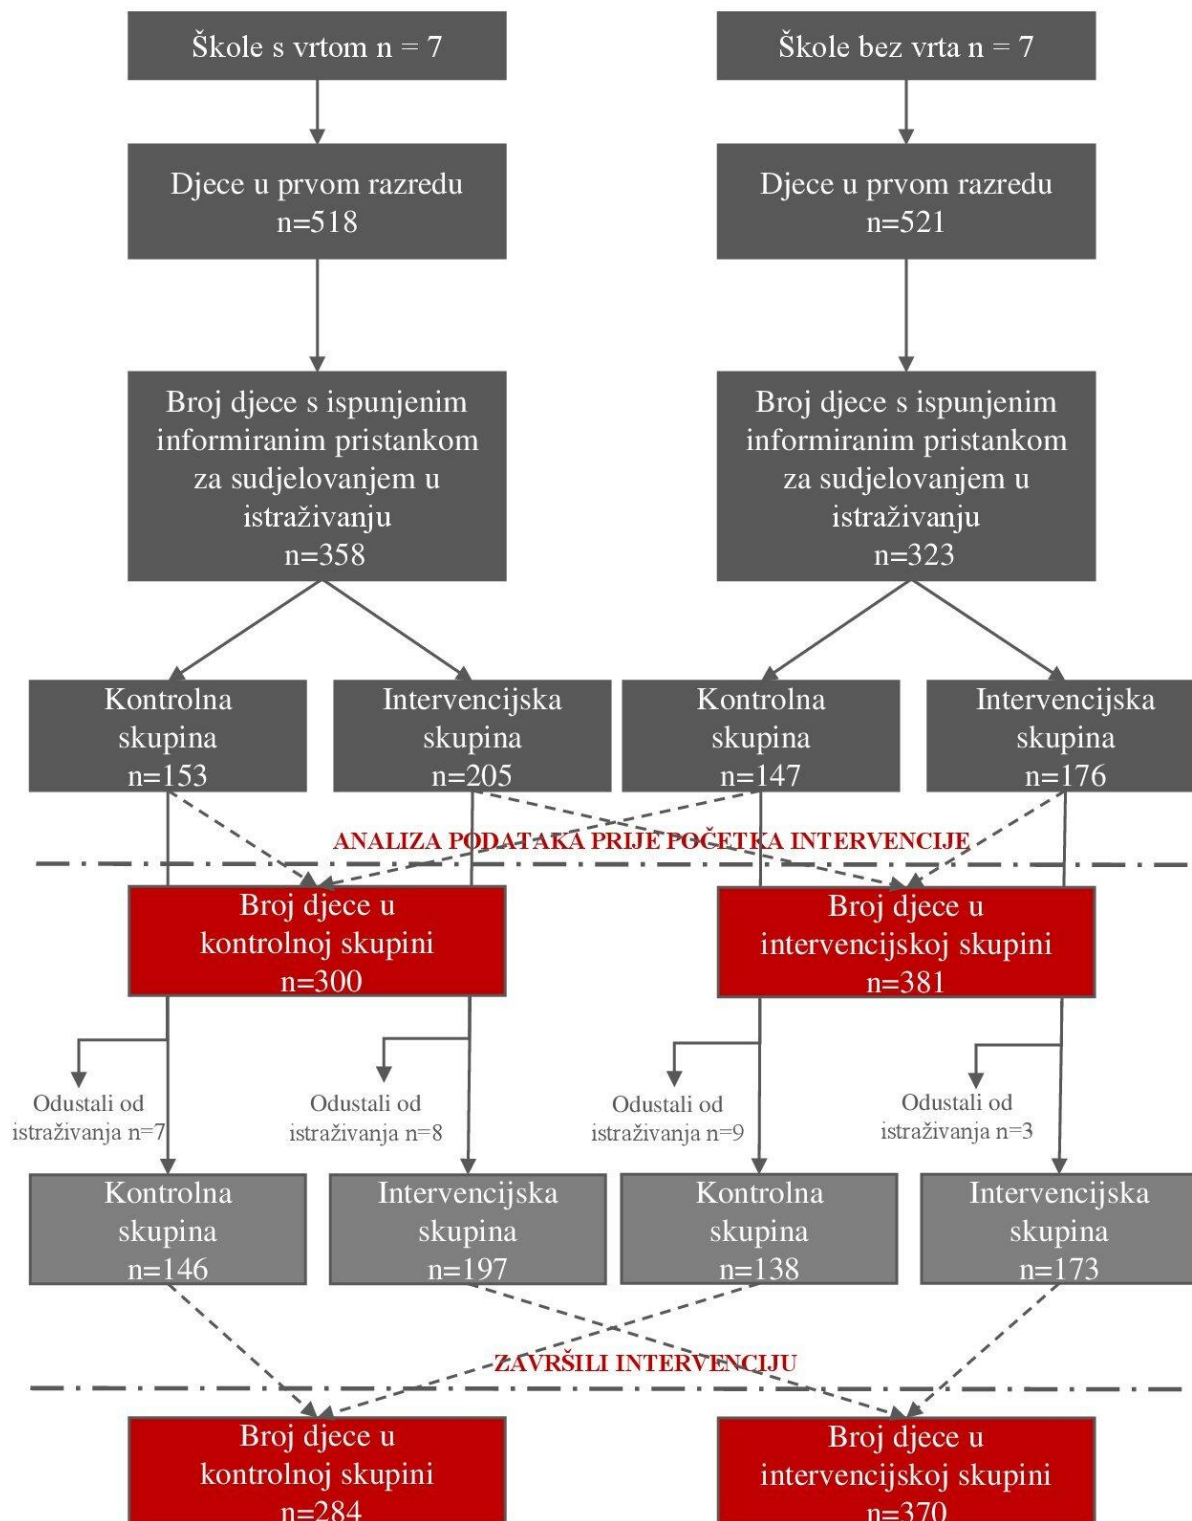 Škole s vrtom n = 7
Škole bez vrta n = 7
Djece u prvom razredu
n=518
Djece u prvom razredu
n=521
Broj djece s ispunjenim
informiranim pristankom
za sudjelovanjem u
istraživanju
n=358
Broj djece s ispunjenim
informiranim pristankom
za sudjelovanjem u
istraživanju
n=323
Kontrolna
skupina
n=153
Intervencijska
skupina
n=205
Kontrolna
skupina
n=147
Intervencijska
skupina
n=176
ANALIZA PODATAKA PRIJE POČETKA INTERVENCIJE
Broj djece u
kontrolnoj skupini
n=300
Broj djece u
intervencijskoj skupini
n=381
Odustali od
istraživanja n=7
Odustali od
istraživanja n=8
Odustali od
istraživanja n=9
Odustali od
istraživanja n=3
Kontrolna
skupina
n=146
Intervencijska
skupina
n=197
Kontrolna
skupina
n=138
Intervencijska
skupina
n=173
ZAVRŠILI INTERVENCIJU
Broj djece u
kontrolnoj skupini
n=284
Broj djece u
intervencijskoj skupini
n=370